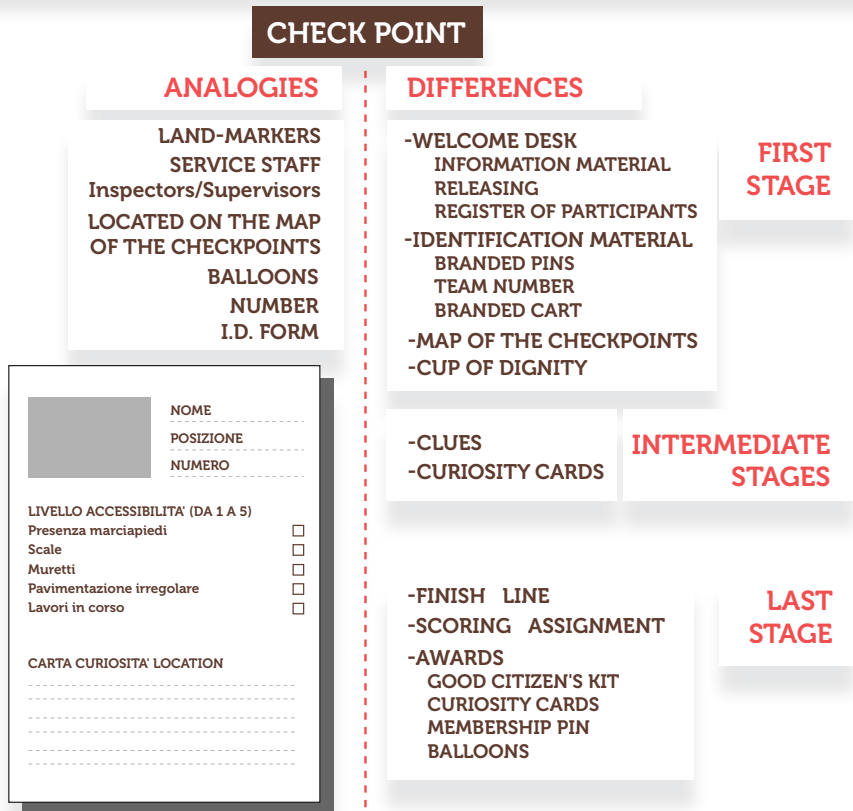 CHECK POINT
ANALOGIES
LAND-MARKERS
SERVICE STAFF
Inspectors/Supervisors
LOCATED ON THE MAP
OF THE CHECKPOINTS
BALLOONS
NUMBER
I.D. FORM
NOME
POSIZIONE
NUMERO
LIVELLO ACCESSIBILITA' (DA 1 A 5)
Presenza marciapiedi
Scale
Muretti
Pavimentazione irregolare
Lavori in corso
CARTA CURIOSITA' LOCATION
DIFFERENCES
-WELCOME DESK
INFORMATION MATERIAL
RELEASING
REGISTER OF PARTICIPANTS
-IDENTIFICATION MATERIAL
BRANDED PINS
TEAM NUMBER
BRANDED CART
-MAP OF THE CHECKPOINTS
-CUP OF DIGNITY
FIRST
STAGE
-CLUES
-CURIOSITY CARDS
INTERMEDIATE
STAGES
-FINISH LINE
-SCORING ASSIGNMENT
-AWARDS
GOOD CITIZEN'S KIT
CURIOSITY CARDS
MEMBERSHIP PIN
BALLOONS
LAST
STAGE